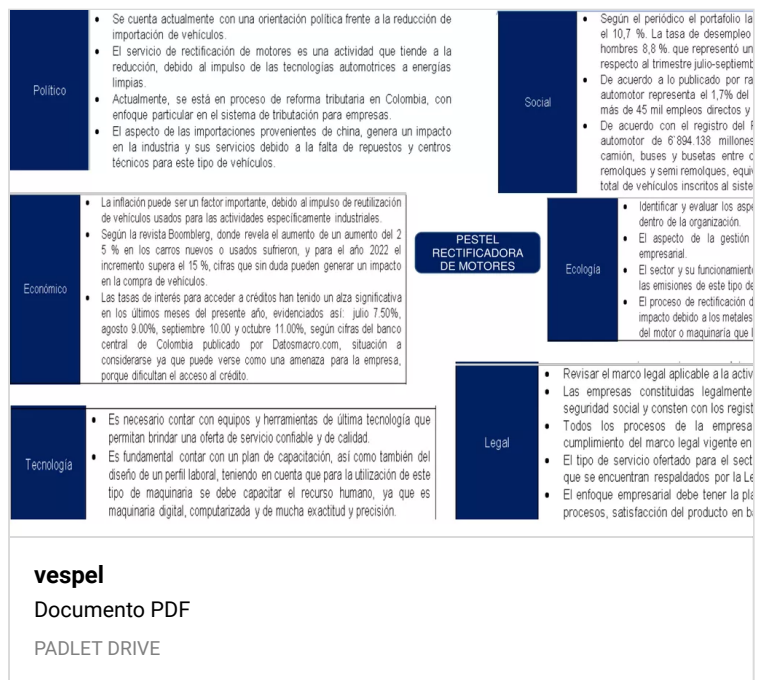 Político
• Se cuenta actualmente con una orientación política frente a la reducción de
importación de vehículos.
• El servicio de rectificación de motores es una actividad que tiende a la
reducción, debido al impulso de las tecnologías automotrices a energías
limpias.
• Actualmente, se está en proceso de reforma tributaria en Colombia, con
enfoque particular en el sistema de tributación para empresas.
• El aspecto de las importaciones provenientes de china, genera un impacto
en la industria y sus servicios debido a la falta de repuestos y centros
técnicos para este tipo de vehículos.
Social
• Según el periódico el portafolio la
el 10,7 %. La tasa de desempleo
hombres 8,8 %. que representó un
respecto al trimestre julio-septiemb
• De acuerdo a lo publicado por ra
automotor representa el 1,7% del
más de 45 mil empleos directos y
• De acuerdo con el registro del
automotor de 6´894.138 millones
camión, buses y busetas entre
remolques y semi remolques, equiv
total de vehículos inscritos al siste
Económico
• La inflación puede ser un factor importante, debido al impulso de reutilización
de vehículos usados para las actividades específicamente industriales.
• Según la revista Boomblerg, donde revela el aumento de un aumento del 2
5 % en los carros nuevos o usados sufrieron, y para el año 2022 el
incremento supera el 15 %, cifras que sin duda pueden generar un impacto
en la compra de vehículos.
• Las tasas de interés para acceder a créditos han tenido un alza significativa
en los últimos meses del presente año, evidenciados así: julio 7.50%,
agosto 9.00%, septiembre 10.00 y octubre 11.00%, según cifras del banco
central de Colombia publicado por Datosmacro.com, situación a
considerarse ya que puede verse como una amenaza para la empresa,
porque dificultan el acceso al crédito.
PESTEL
RECTIFICADORA
DE MOTORES
Ecología
• Identificar y evaluar los aspe
dentro de la organización.
• El aspecto de la gestión
empresarial.
• El sector y su funcionamiento
las emisiones de este tipo de
• El proceso de rectificación d
impacto debido a los metales
del motor o maquinaria que l
Tecnología
• Es necesario contar con equipos y herramientas de última tecnología que
permitan brindar una oferta de servicio confiable y de calidad.
• Es fundamental contar con un plan de capacitación, así como también del
diseño de un perfil laboral, teniendo en cuenta que para la utilización de este
tipo de maquinaria se debe capacitar el recurso humano, ya que es
maquinaria digital, computarizada y de mucha exactitud y precisión.
Legal
• Revisar el marco legal aplicable a la activ
• Las empresas constituidas legalmente
seguridad social y consten con los regist
• Todos los procesos de la empresa
cumplimiento del marco legal vigente en
• El tipo de servicio ofertado para el sect
que se encuentran respaldados por la Le
• El enfoque empresarial debe tener la pla
procesos, satisfacción del producto en ba
vespel
Documento PDF
PADLET DRIVE